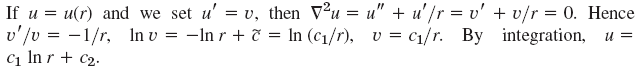 If u = u(r) and we set u′ = v, then ∇²u = u″ + u′/r = v′ + v/r = 0. Hence
v′/v = −1/r, ln v = −ln r + c̃ = ln (c₁/r), v = c₁/r. By integration, u =
c₁ ln r + c₂.